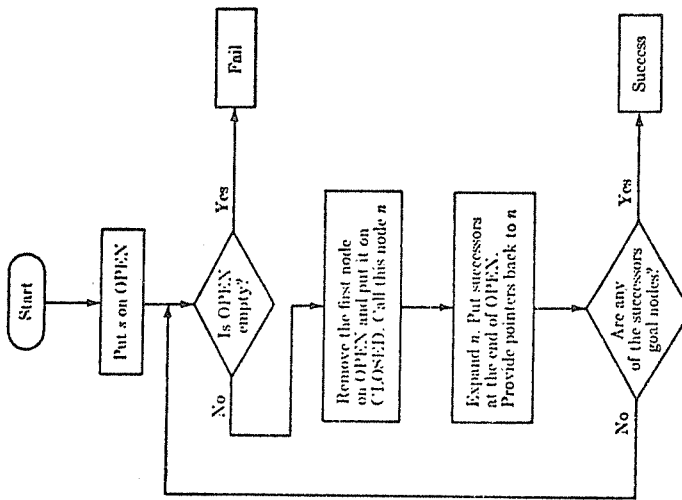 Start
Put s on OPEN
Is OPEN
empty?
Yes
Fail
No
Remove the first node
on OPEN and put it on
CLOSED. Call this node n
Expand n. Put successors
at the end of OPEN.
Provide pointers back to n
Are any
of the successors
goal nodes?
Yes
Success
No